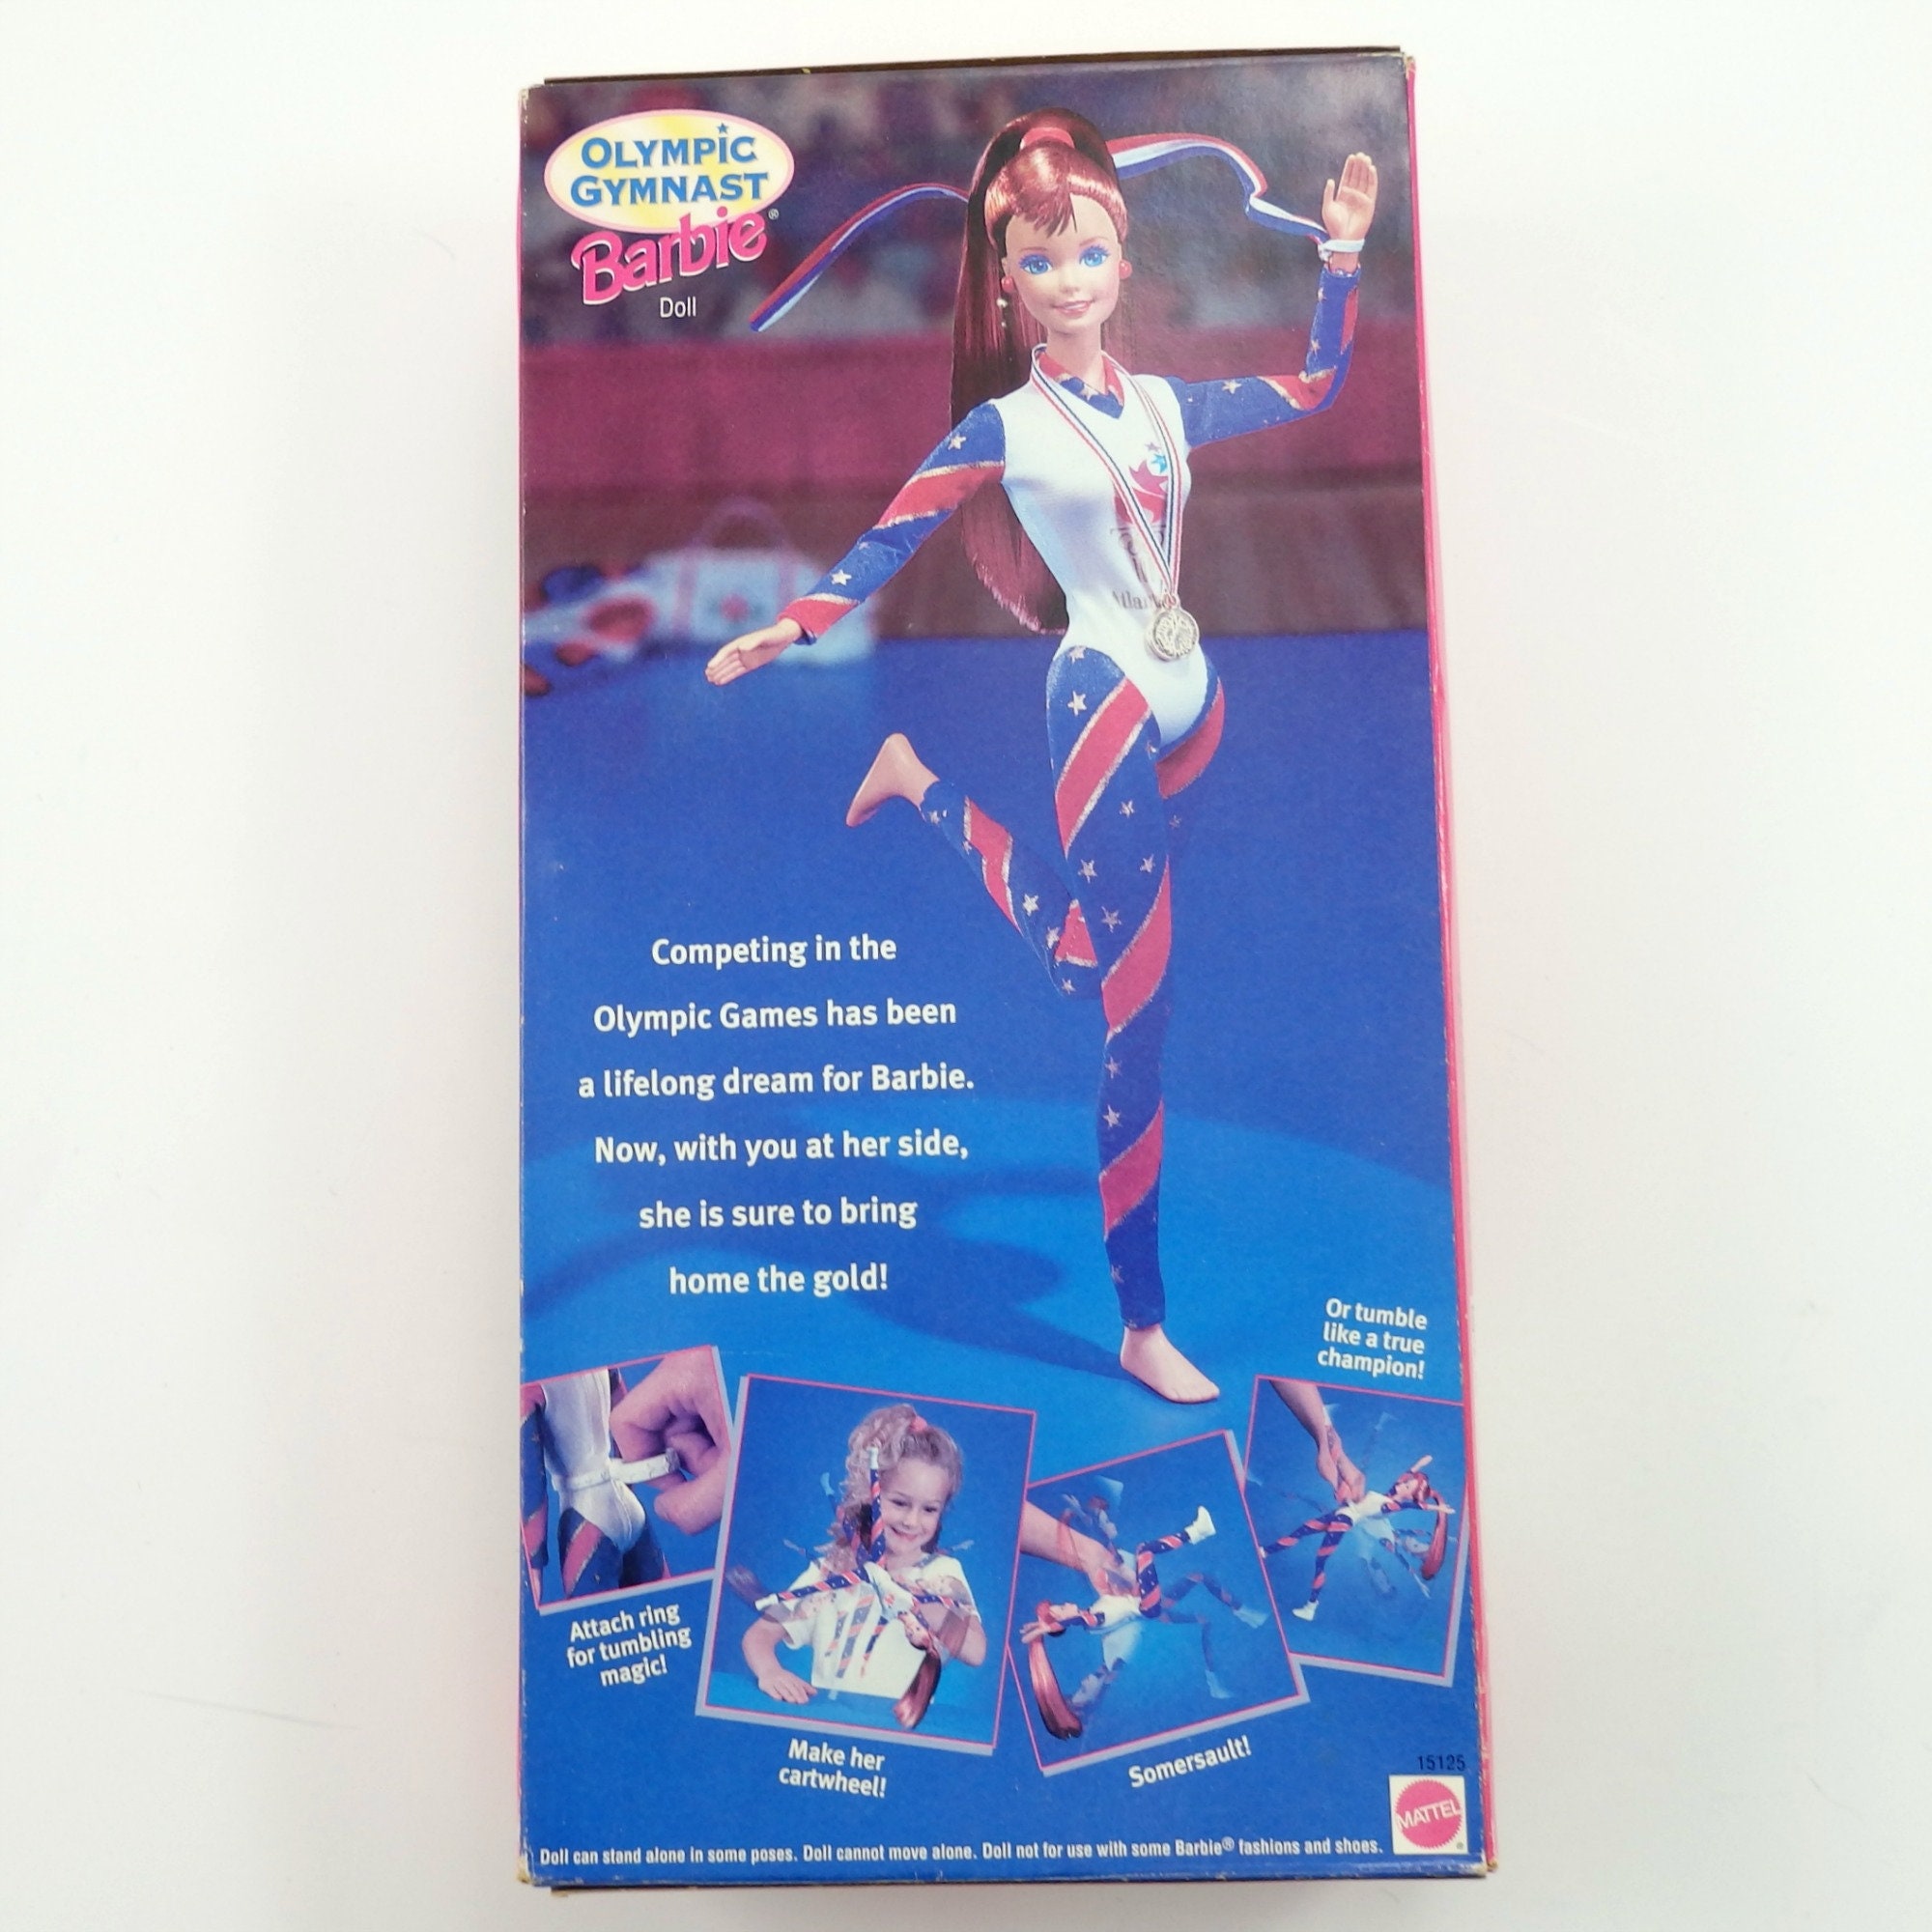 OLYMPIC
GYMNAST
Barbie®
Doll
Competing in the
Olympic Games has been
a lifelong dream for Barbie.
Now, with you at her side,
she is sure to bring
home the gold!
Or tumble
like a true
champion!
Attach ring
for tumbling
magic!
Make her
cartwheel!
Somersault!
15125
MATTEL
®
Doll can stand alone in some poses. Doll cannot move alone. Doll not for use with some Barbie® fashions and shoes.